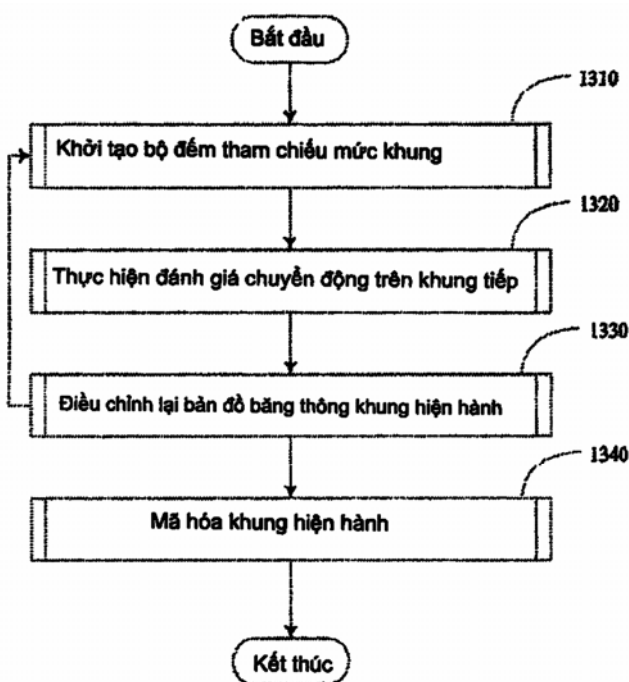 Bắt đầu
1310
Khởi tạo bộ đếm tham chiếu mức khung
1320
Thực hiện đánh giá chuyển động trên khung tiếp
1330
Điều chỉnh lại bản đồ băng thông khung hiện hành
1340
Mã hóa khung hiện hành
Kết thúc